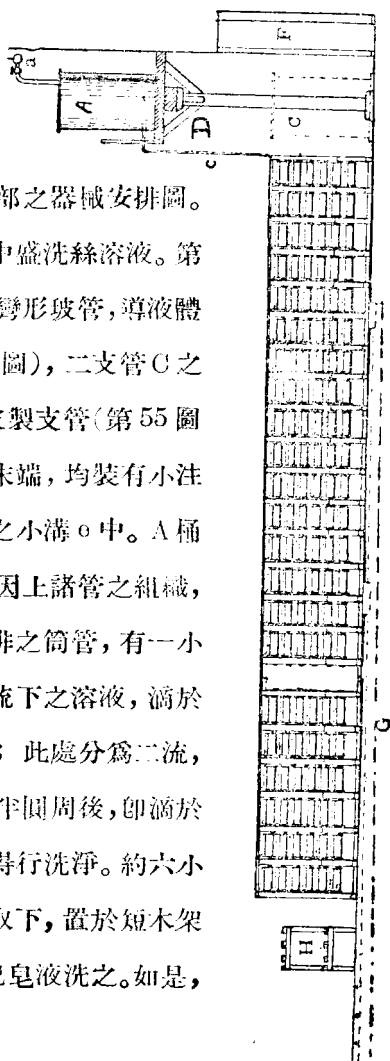 部之器械安排圖。
中盛洗絲溶液。第
彎形玻管,導液體
圖),二支管C之
製支管(第55圖
末端,均裝有小注
之小溝o中。A桶
因上諸管之組織,
排之筒管,有一小
流下之溶液,滴於
此處分爲二流,
半圓周後,卽滴於
得行洗淨。約六小
取下,置於短木架
皂液洗之。如是,
a
A
D
c
C
F
G
H